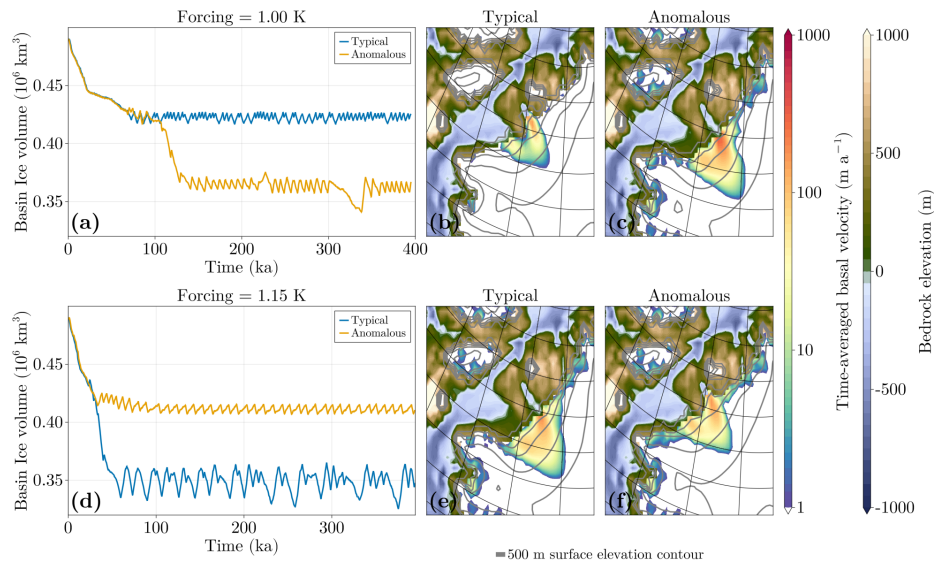 Forcing = 1.00 K
Typical
Anomalous
Basin Ice volume (10⁶ km³)
0.45
0.40
0.35
Typical
Anomalous
(a)
(b)
(c)
0
100
200
300
400
Time (ka)
Forcing = 1.15 K
Typical
Anomalous
Basin Ice volume (10⁶ km³)
0.45
0.40
0.35
Typical
Anomalous
(d)
(e)
(f)
0
100
200
300
Time (ka)
500 m surface elevation contour
1000
100
10
1
Time-averaged basal velocity (m a⁻¹)
1000
500
0
-500
-1000
Bedrock elevation (m)